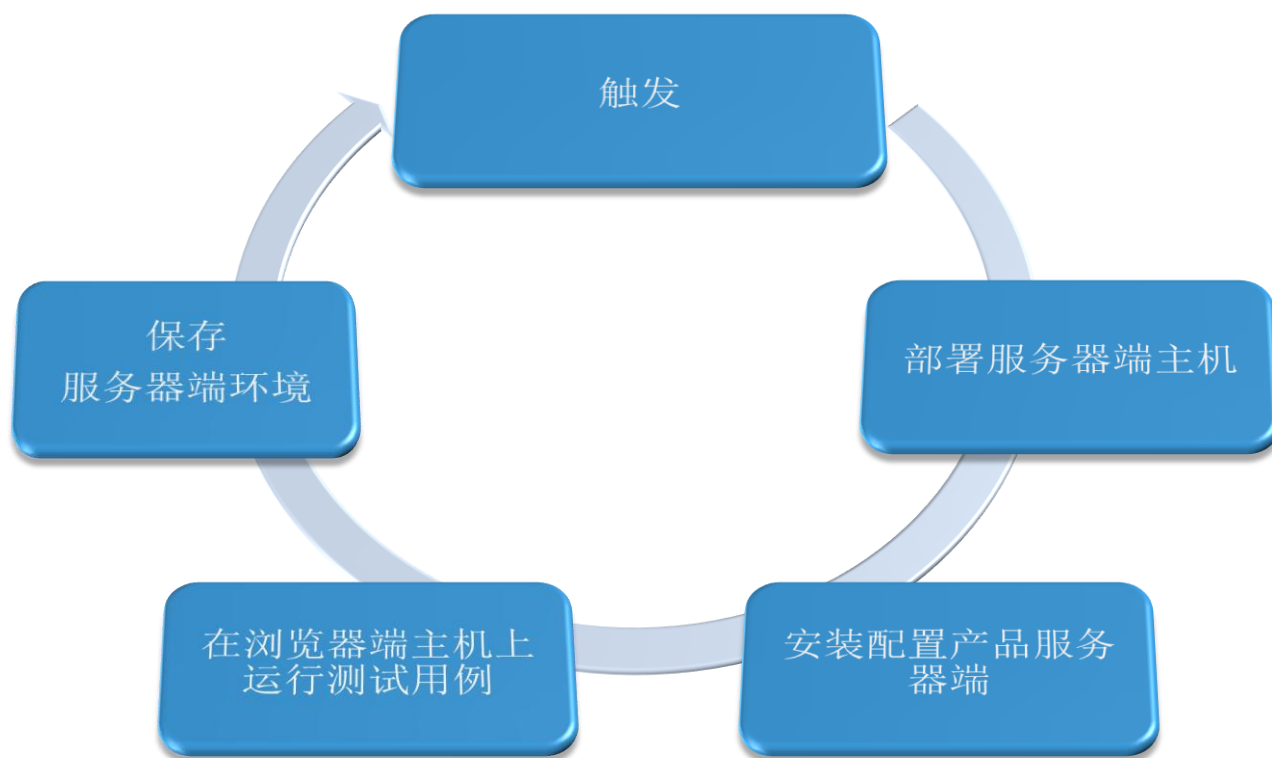 触发
部署服务器端主机
安装配置产品服务
器端
在浏览器端主机上
运行测试用例
保存
服务器端环境